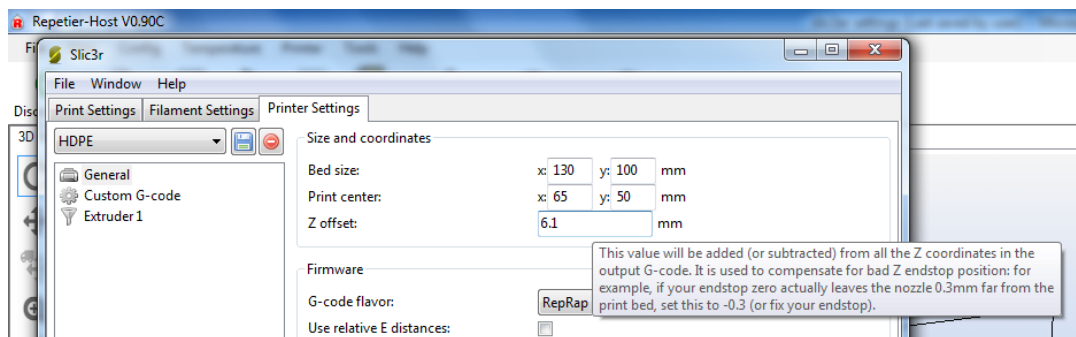 Repetier-Host V0.90C
Slic3r
File Window Help
Print Settings Filament Settings Printer Settings
3D
HDPE
Size and coordinates
General
Bed size: x: 130 y: 100 mm
Custom G-code
Print center: x: 65 y: 50 mm
Extruder 1
Z offset: 6.1 mm
This value will be added (or subtracted) from all the Z coordinates in the
output G-code. It is used to compensate for bad Z endstop position: for
example, if your endstop zero actually leaves the nozzle 0.3mm far from the
print bed, set this to -0.3 (or fix your endstop).
Firmware
G-code flavor: RepRap
Use relative E distances: